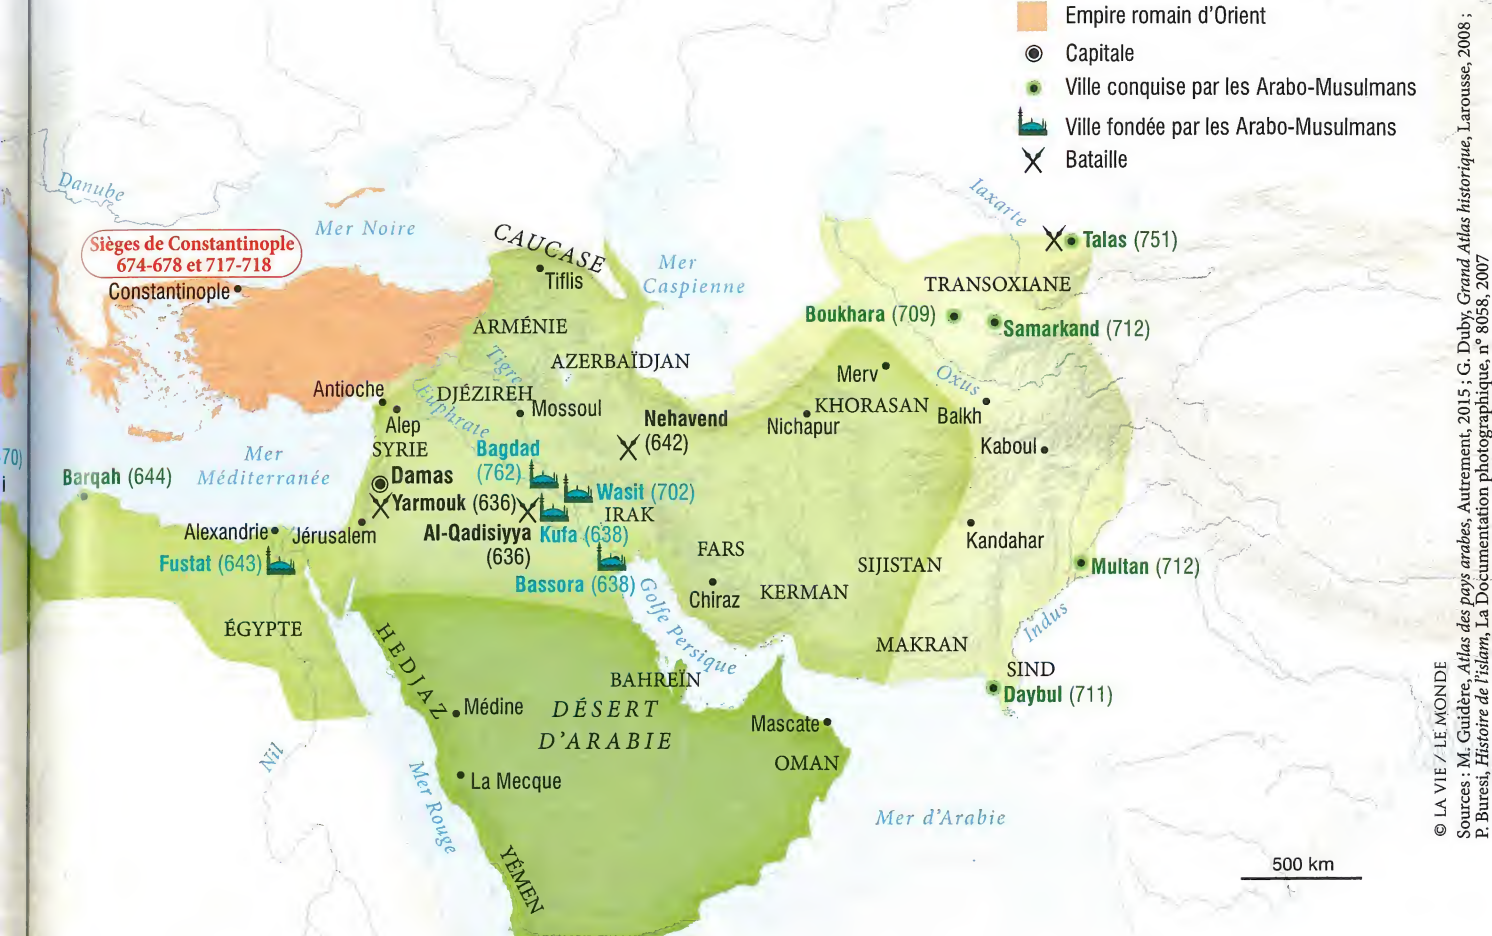 Empire romain d'Orient
Capitale
Ville conquise par les Arabo-Musulmans
Ville fondée par les Arabo-Musulmans
Bataille
Danube
Mer Noire
CAUCASE
Mer
Caspienne
Iaxarte
Talas (751)
TRANSOXIANE
Sièges de Constantinople
674-678 et 717-718
Constantinople
Tiflis
ARMÉNIE
AZERBAÏDJAN
Boukhara (709)
Samarkand (712)
Tigre
Merv
Oxus
Antioche
Euphrate
DJÉZIREH
Mossoul
KHORASAN
Nichapur
Balkh
Alep
Nehavend
(642)
SYRIE
Kaboul
Bagdad
(762)
Mer
Méditerranée
70)
i
Barqah (644)
Damas
Yarmouk (636)
Wasit (702)
IRAK
Alexandrie
Jérusalem
Al-Qadisiyya
(636)
Kufa (638)
Kandahar
Fustat (643)
Bassora (638)
FARS
SIJISTAN
Multan (712)
Chiraz
KERMAN
Golfe Persique
Indus
ÉGYPTE
HEDJAZ
MAKRAN
SIND
Daybul (711)
BAHREÏN
Médine
DÉSERT
D'ARABIE
Mascate
OMAN
Nil
La Mecque
Mer Rouge
Mer d'Arabie
YÉMEN
500 km
© LA VIE / LE MONDE
Sources : M. Guidère, Atlas des pays arabes, Autrement, 2015 ; G. Duby, Grand Atlas historique, Larousse, 2008 ;
P. Buresi, Histoire de l'islam, La Documentation photographique, n° 8058, 2007